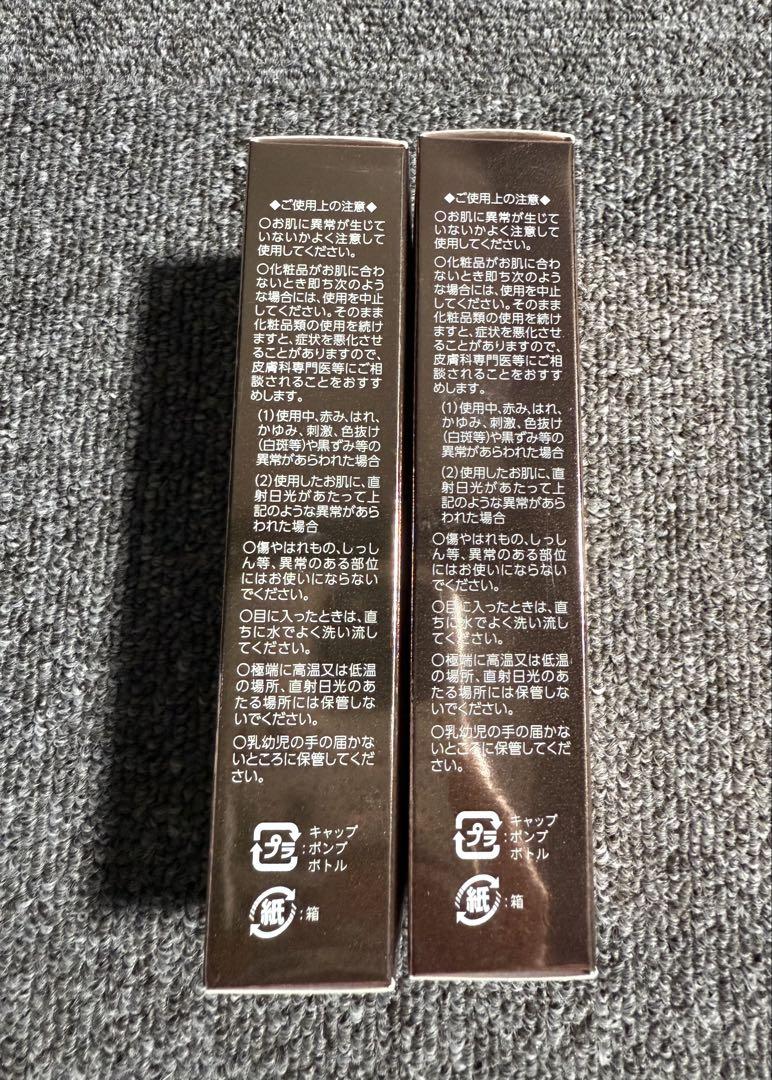 ◆ご使用上の注意◆
〇お肌に異常が生じて
いないかよく注意して
使用してください。
〇化粧品がお肌に合わ
ないとき即ち次のよう
な場合には、使用を中止
してください。そのまま
化粧品類の使用を続け
ますと、症状を悪化させ
ることがありますので、
皮膚科専門医等にご相
談されることをおすす
めします。
(1)使用中、赤み、はれ、
かゆみ、刺激、色抜け
(白斑等)や黒ずみ等の
異常があらわれた場合
(2)使用したお肌に、直
射日光があたって上
記のような異常があら
われた場合
〇傷やはれもの、しっし
ん等、異常のある部位
にはお使いにならない
でください。
〇目に入ったときは、直
ちに水でよく洗い流し
てください。
〇極端に高温又は低温
の場所、直射日光のあ
たる場所には保管しな
いでください。
〇乳幼児の手の届かな
いところに保管してくだ
さい。
プラ
キャップ
:ポンプ
ボトル
紙
:箱
◆ご使用上の注意◆
〇お肌に異常が生じて
いないかよく注意して
使用してください。
〇化粧品がお肌に合わ
ないとき即ち次のよう
な場合には、使用を中止
してください。そのまま
化粧品類の使用を続け
ますと、症状を悪化させ
ることがありますので、
皮膚科専門医等にご相
談されることをおすす
めします。
(1)使用中、赤み、はれ、
かゆみ、刺激、色抜け
(白斑等)や黒ずみ等の
異常があらわれた場合
(2)使用したお肌に、直
射日光があたって上
記のような異常があら
われた場合
〇傷やはれもの、しっし
ん等、異常のある部位
にはお使いにならない
でください。
〇目に入ったときは、直
ちに水でよく洗い流し
てください。
〇極端に高温又は低温
の場所、直射日光のあ
たる場所には保管しな
いでください。
〇乳幼児の手の届かな
いところに保管してくだ
さい。
プラ
キャップ
:ポンプ
ボトル
紙
:箱